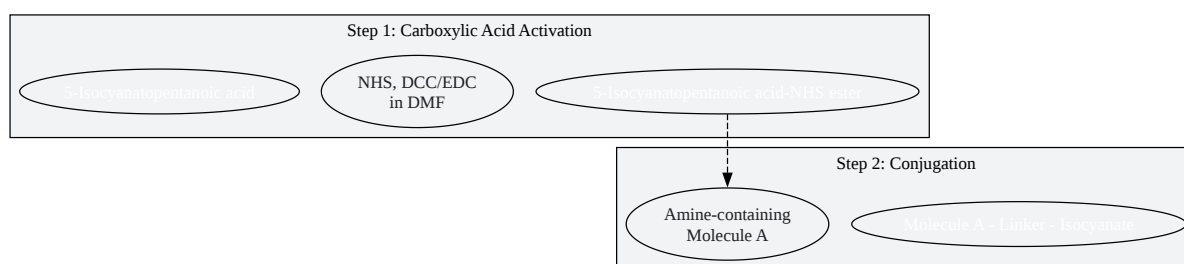 Step 1: Carboxylic Acid Activation
5-Isocyanatopentanoic acid
NHS, DCC/EDC
in DMF
5-Isocyanatopentanoic acid-NHS ester
Step 2: Conjugation
Amine-containing
Molecule A
Molecule A - Linker - Isocyanate